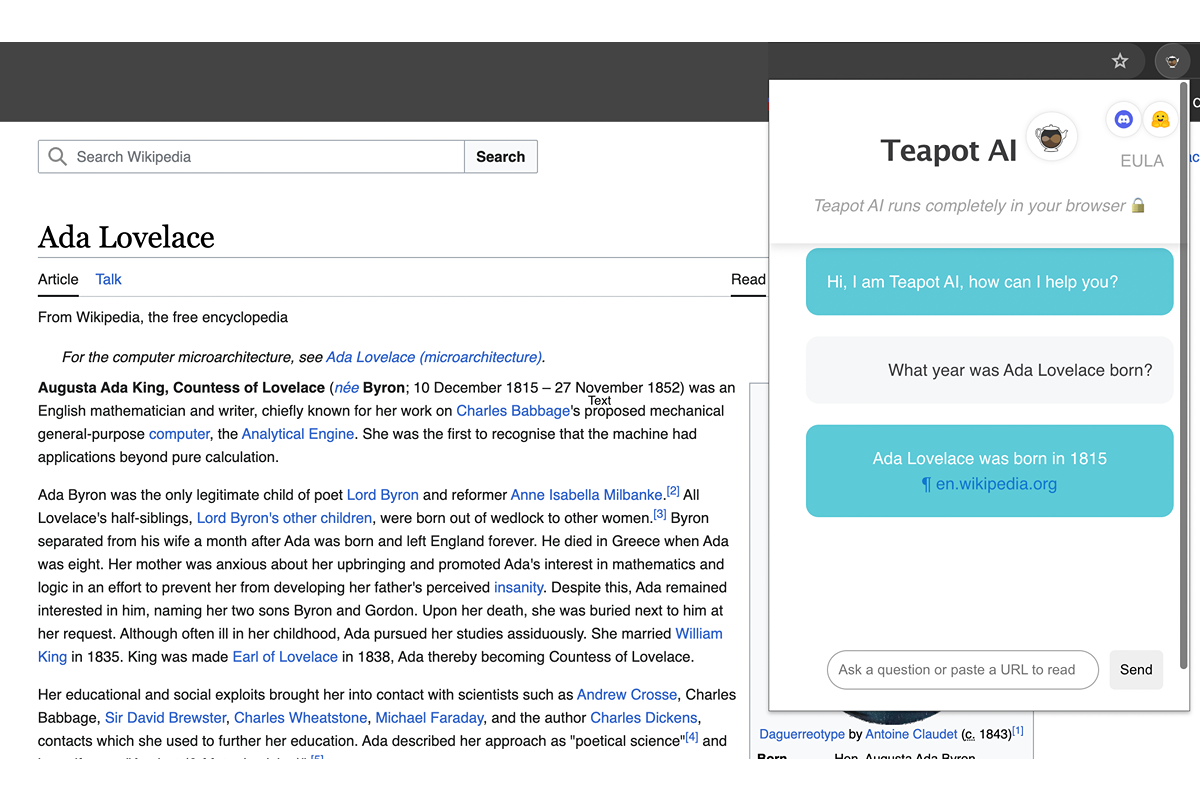 Search Wikipedia
Search
Ada Lovelace
Article Talk
Read
From Wikipedia, the free encyclopedia
For the computer microarchitecture, see Ada Lovelace (microarchitecture).
Augusta Ada King, Countess of Lovelace (née Byron; 10 December 1815 – 27 November 1852) was an
Text
English mathematician and writer, chiefly known for her work on Charles Babbage's proposed mechanical
general-purpose computer, the Analytical Engine. She was the first to recognise that the machine had
applications beyond pure calculation.
Ada Byron was the only legitimate child of poet Lord Byron and reformer Anne Isabella Milbanke.[2] All
Lovelace's half-siblings, Lord Byron's other children, were born out of wedlock to other women.[3] Byron
separated from his wife a month after Ada was born and left England forever. He died in Greece when Ada
was eight. Her mother was anxious about her upbringing and promoted Ada's interest in mathematics and
logic in an effort to prevent her from developing her father's perceived insanity. Despite this, Ada remained
interested in him, naming her two sons Byron and Gordon. Upon her death, she was buried next to him at
her request. Although often ill in her childhood, Ada pursued her studies assiduously. She married William
King in 1835. King was made Earl of Lovelace in 1838, Ada thereby becoming Countess of Lovelace.
Her educational and social exploits brought her into contact with scientists such as Andrew Crosse, Charles
Babbage, Sir David Brewster, Charles Wheatstone, Michael Faraday, and the author Charles Dickens,
contacts which she used to further her education. Ada described her approach as "poetical science"[4] and
[5]
Teapot AI
EULA
Teapot AI runs completely in your browser
Hi, I am Teapot AI, how can I help you?
What year was Ada Lovelace born?
Ada Lovelace was born in 1815
¶ en.wikipedia.org
Ask a question or paste a URL to read
Send
Daguerreotype by Antoine Claudet (c. 1843)[1]
Born Hon. Augusta Ada Byron